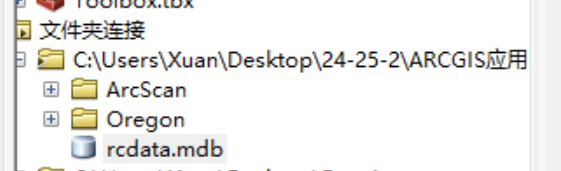 Toolbox.tbx
文件夹连接
C:\Users\Xuan\Desktop\24-25-2\ARCGIS应用
ArcScan
Oregon
rcdata.mdb